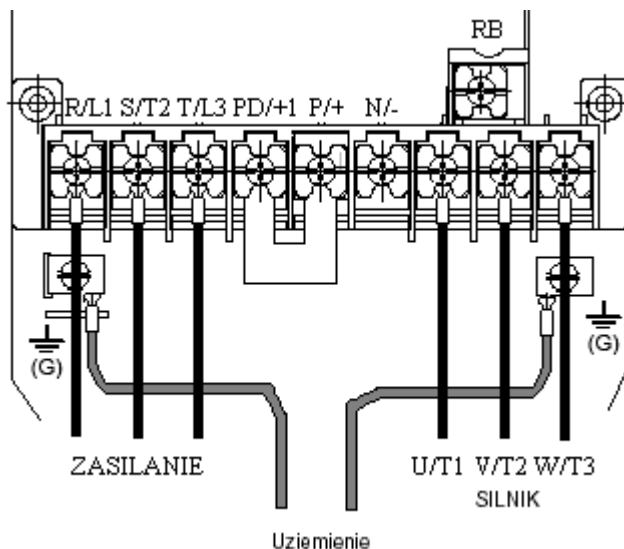 RB
R/L1 S/T2 T/L3 PD/+1 P/+ N/-
(G)
(G)
ZASILANIE
U/T1 V/T2 W/T3
SILNIK
Uziemienie